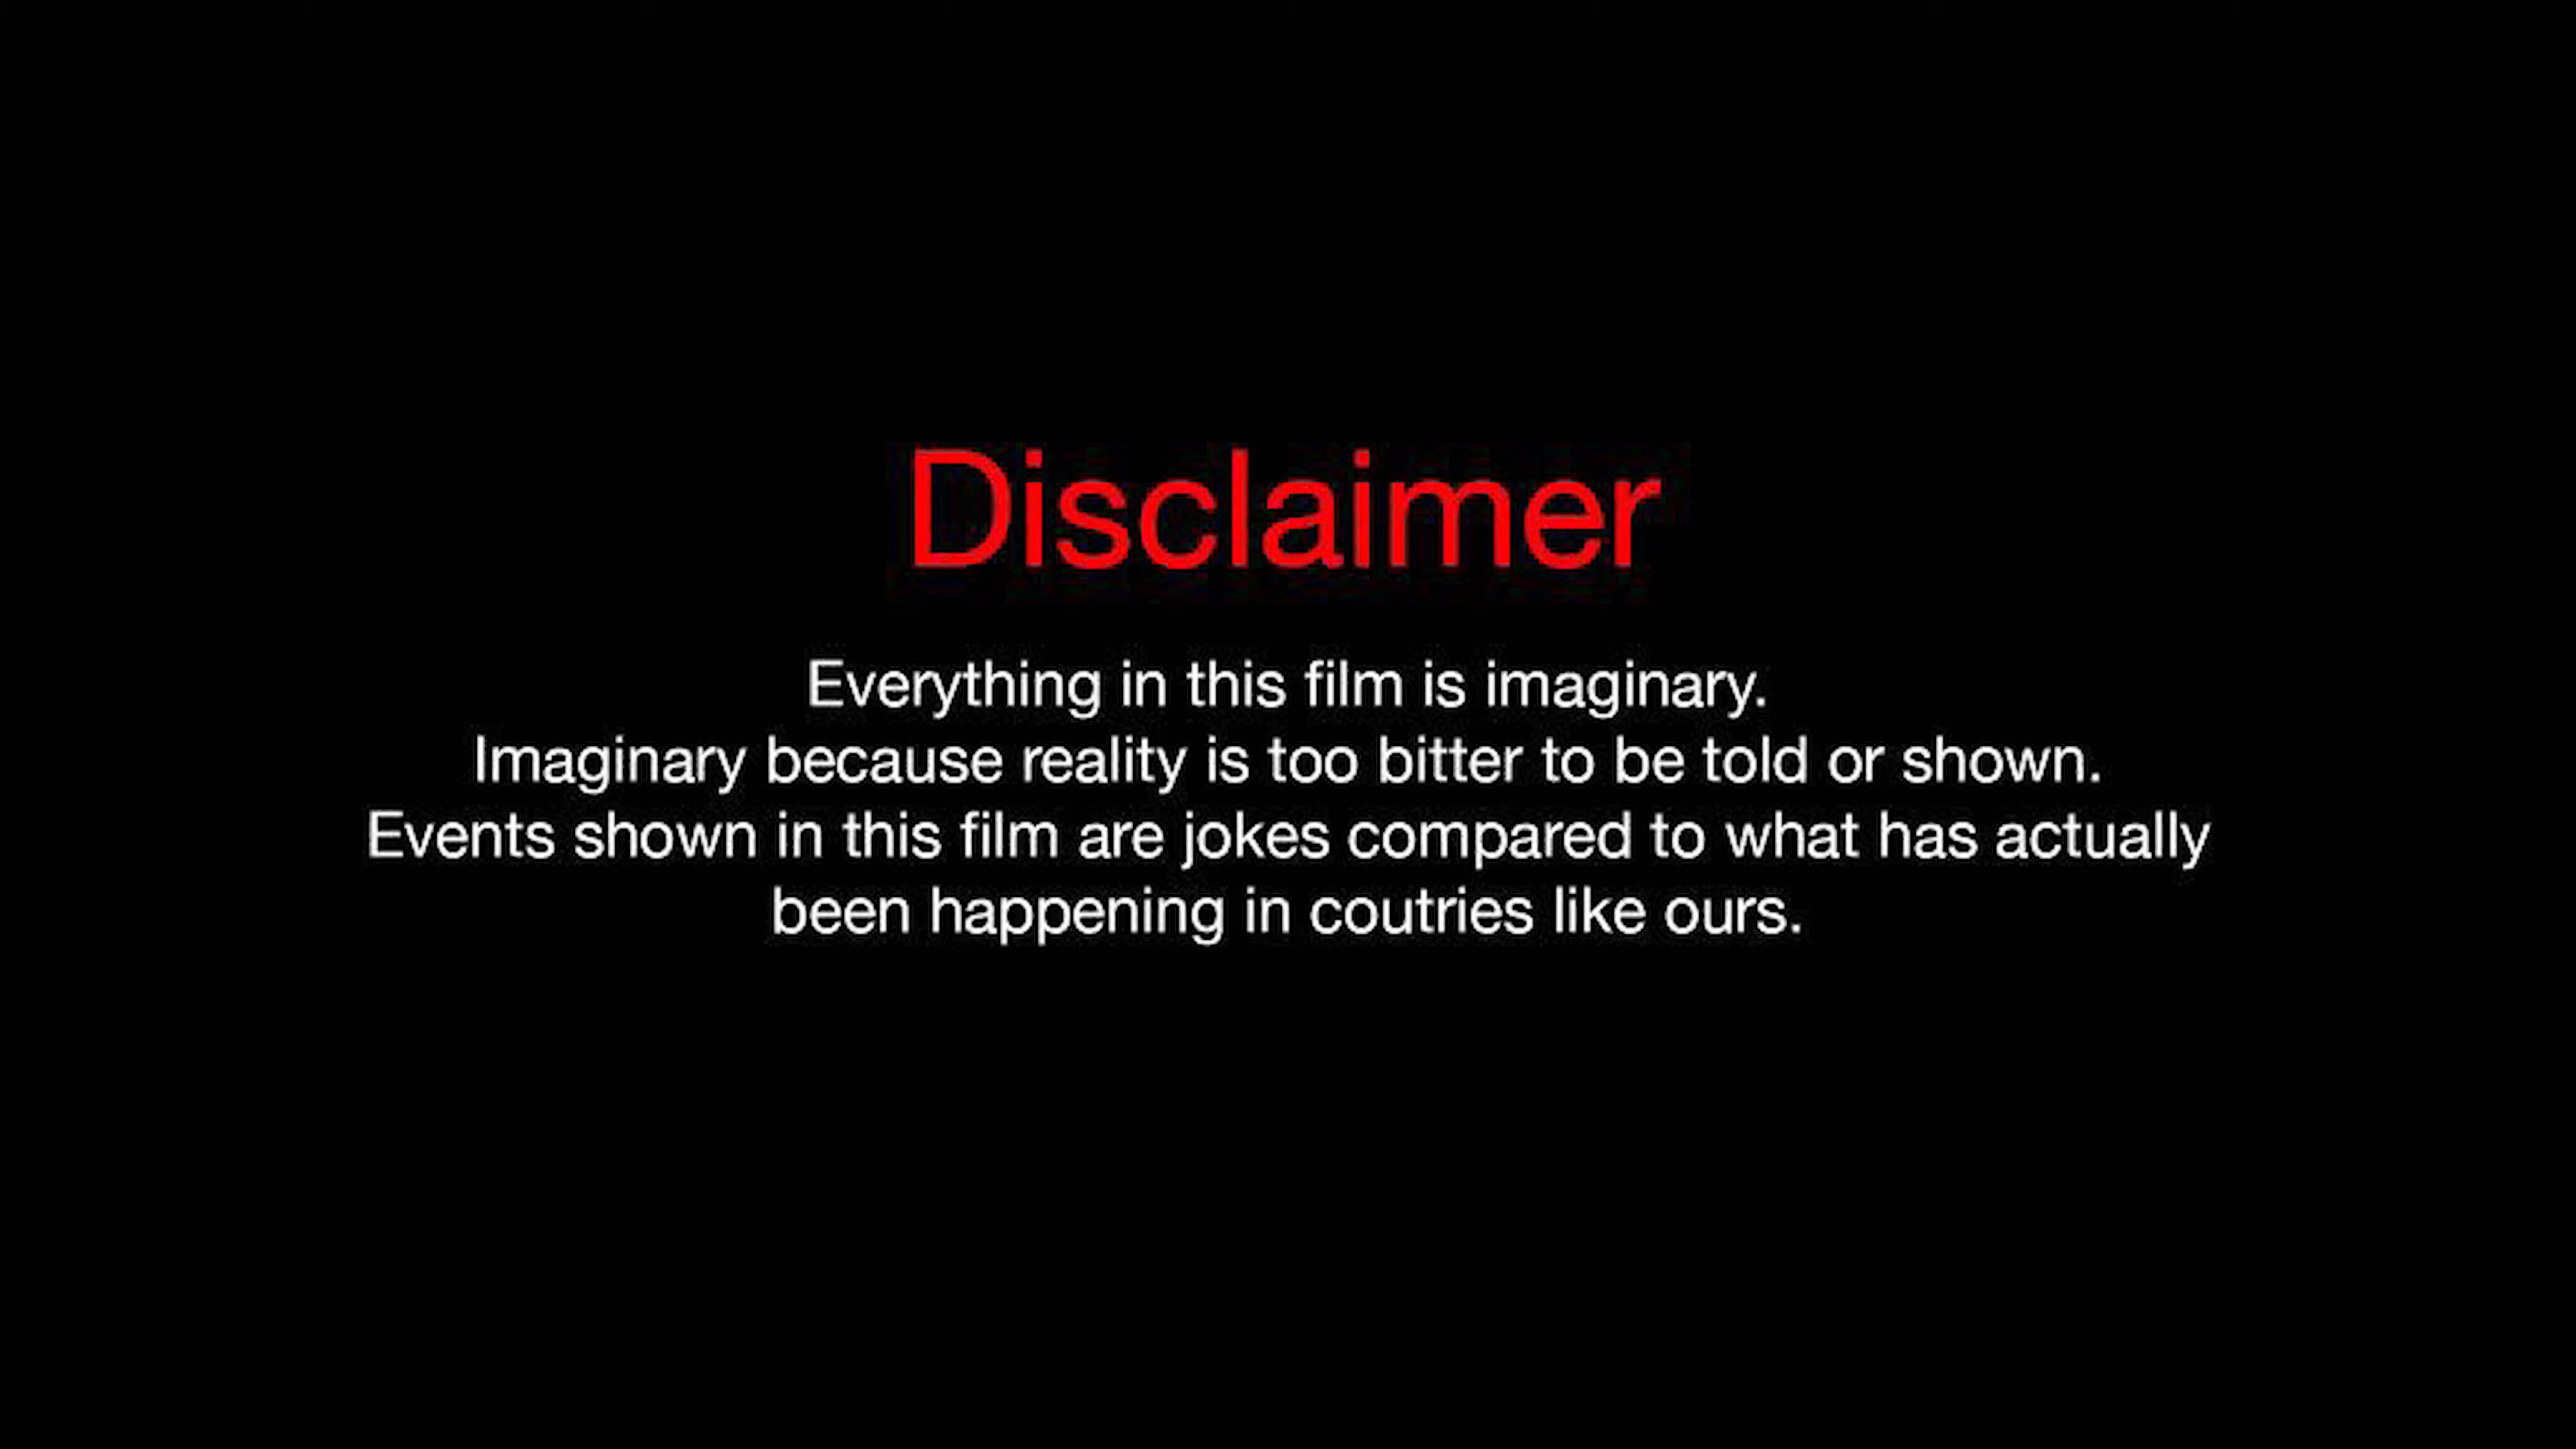 Disclaimer
Everything in this film is imaginary.
Imaginary because reality is too bitter to be told or shown.
Events shown in this film are jokes compared to what has actually
been happening in coutries like ours.